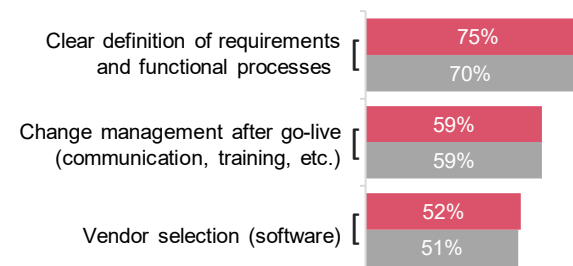 Clear definition of requirements
and functional processes
75%
70%
Change management after go-live
(communication, training, etc.)
59%
59%
Vendor selection (software)
52%
51%